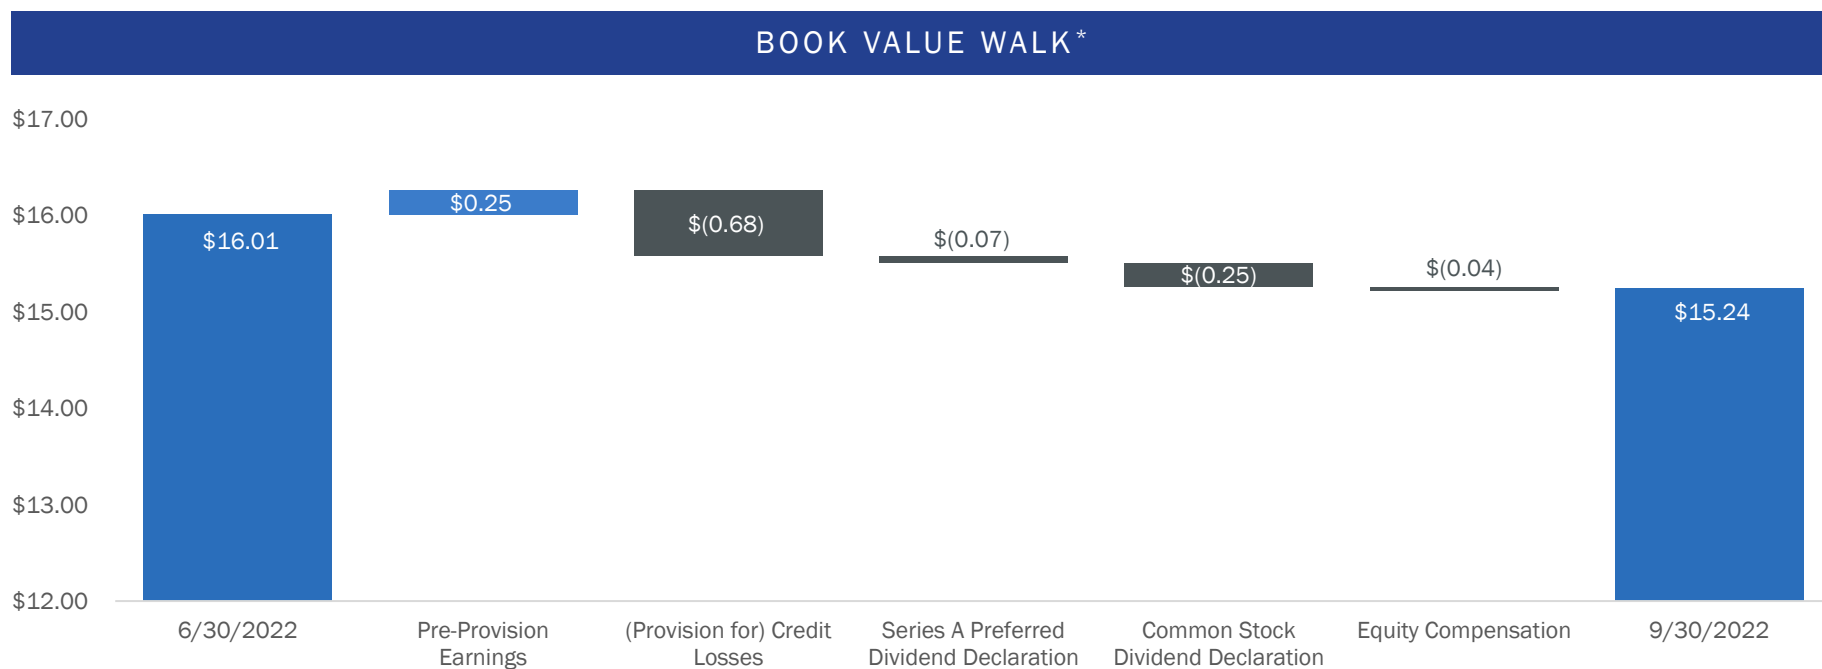 BOOK VALUE WALK*
$17.00
$16.00
$15.00
$14.00
$13.00
$12.00
$16.01
$0.25
$(0.68)
$(0.07)
$(0.25)
$(0.04)
$15.24
6/30/2022
Pre-Provision
Earnings
(Provision for) Credit
Losses
Series A Preferred
Dividend Declaration
Common Stock
Dividend Declaration
Equity Compensation
9/30/2022